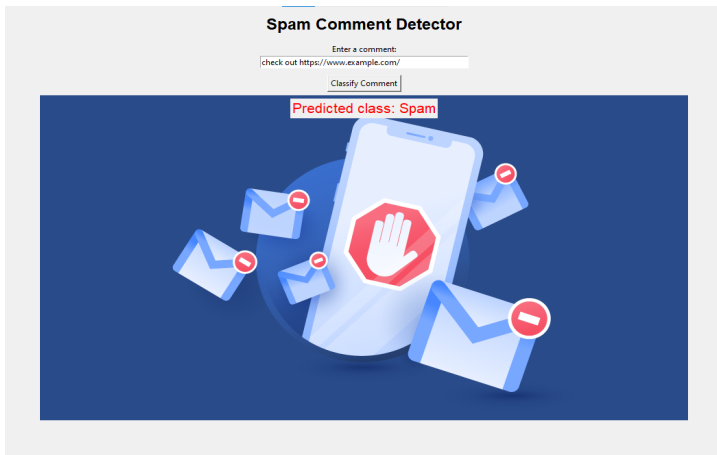 Spam Comment Detector
Enter a comment:
check out https://www.example.com/
Classify Comment
Predicted class: Spam